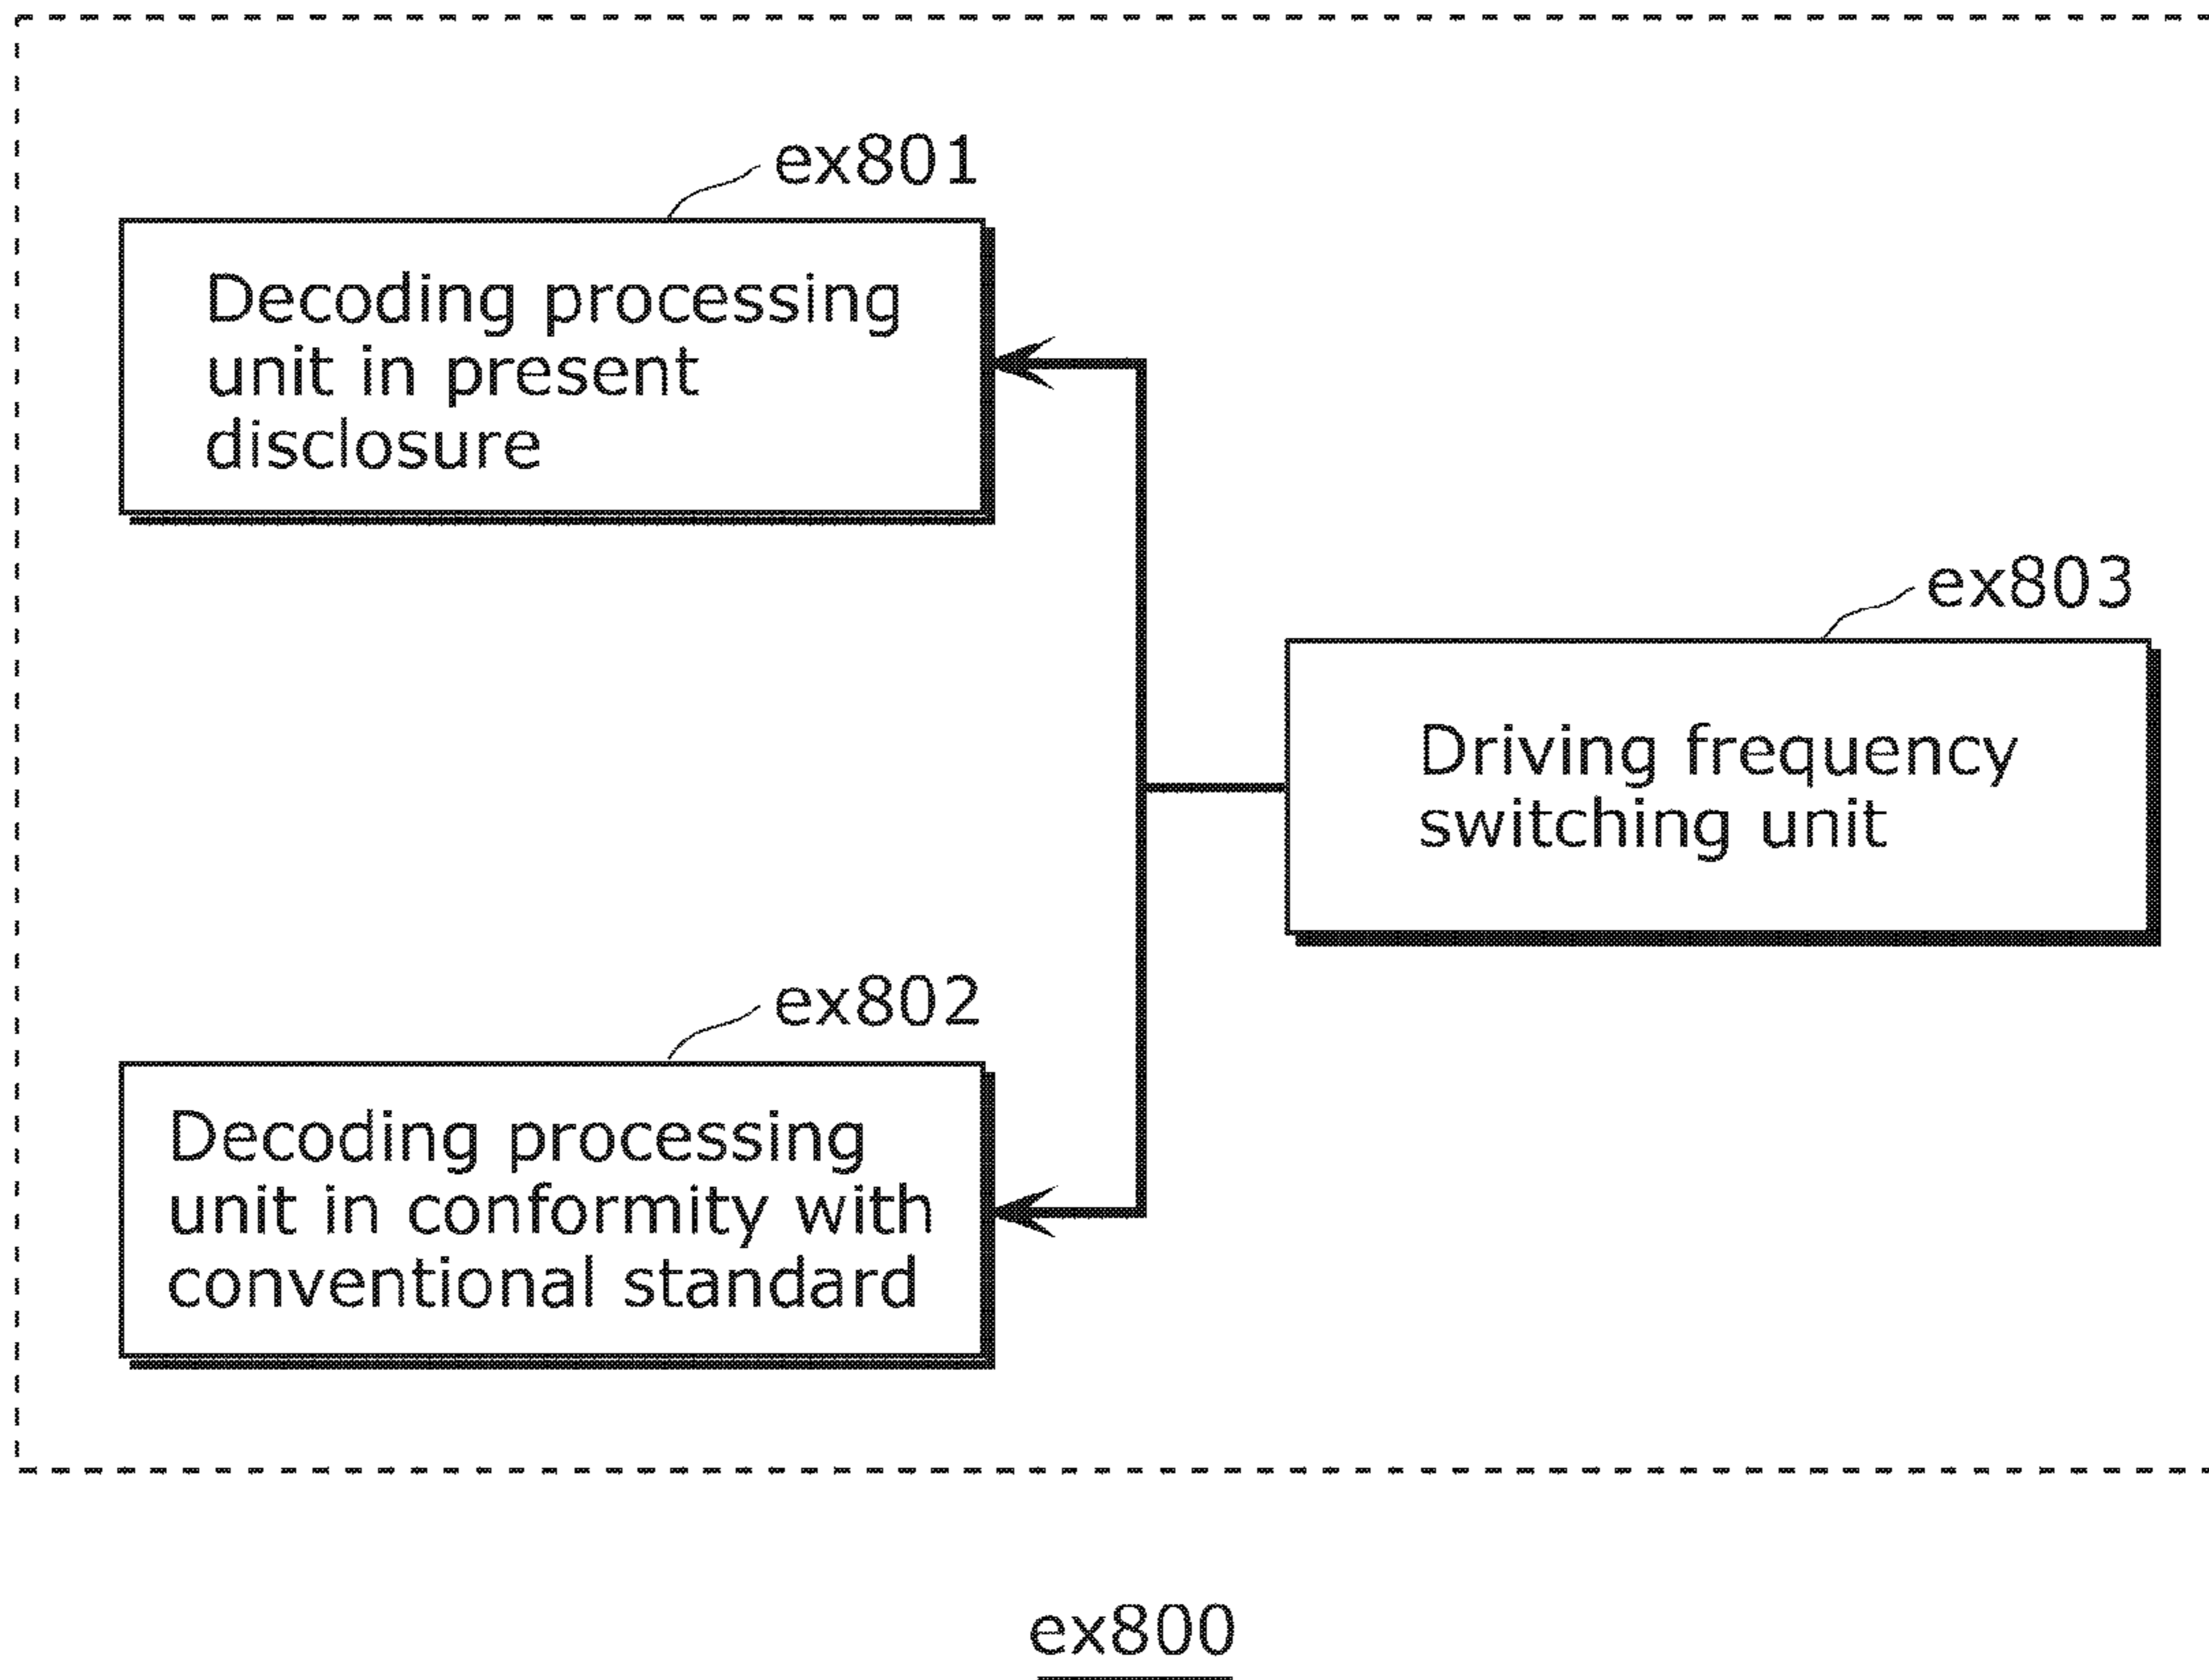 ex801
Decoding processing
unit in present
disclosure
ex803
Driving frequency
switching unit
ex802
Decoding processing
unit in conformity with
conventional standard
ex800